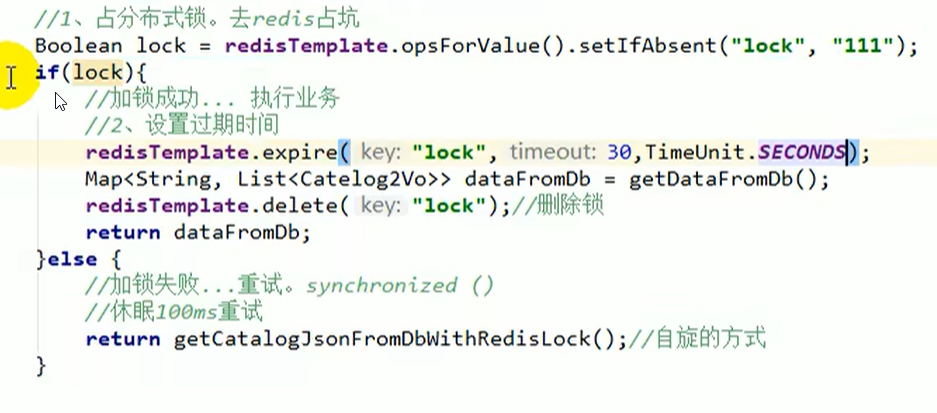 //1、占分布式锁。去redis占坑
Boolean lock = redisTemplate.opsForValue().setIfAbsent("lock", "111");
if(lock){
//加锁成功... 执行业务
//2、设置过期时间
redisTemplate.expire( key: "lock", timeout: 30,TimeUnit.SECONDS);
Map<String, List<Catelog2Vo>> dataFromDb = getDataFromDb();
redisTemplate.delete( key: "lock");//删除锁
return dataFromDb;
}else {
//加锁失败...重试。synchronized ()
//休眠100ms重试
return getCatalogJsonFromDbWithRedisLock();//自旋的方式
}